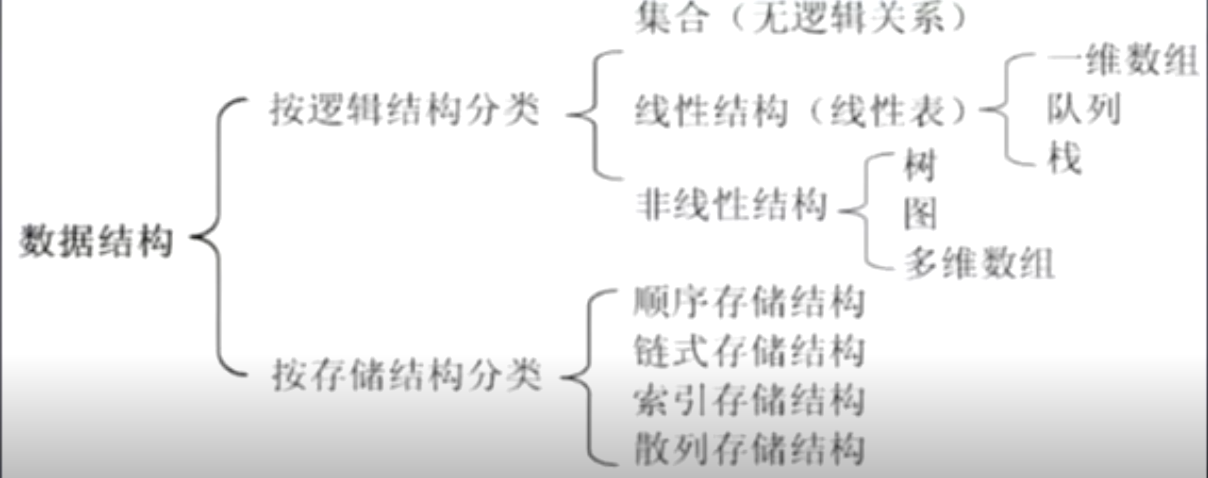 数据结构
按逻辑结构分类
集合（无逻辑关系）
线性结构（线性表）
一维数组
队列
栈
非线性结构
树
图
多维数组
按存储结构分类
顺序存储结构
链式存储结构
索引存储结构
散列存储结构